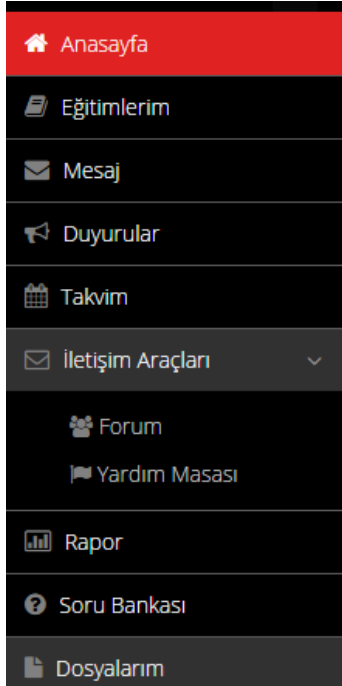 Anasayfa
Eğitimlerim
Mesaj
Duyurular
Takvim
İletişim Araçları
Forum
Yardım Masası
Rapor
Soru Bankası
Dosyalarım